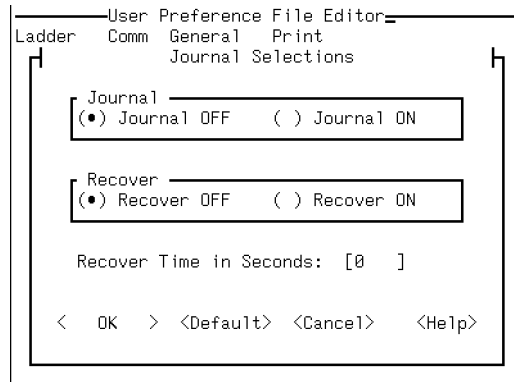 User Preference File Editor
Ladder Comm General Print
Journal Selections
Journal
(•) Journal OFF ( ) Journal ON
Recover
(•) Recover OFF ( ) Recover ON
Recover Time in Seconds: [0 ]
< OK > <Default> <Cancel> <Help>